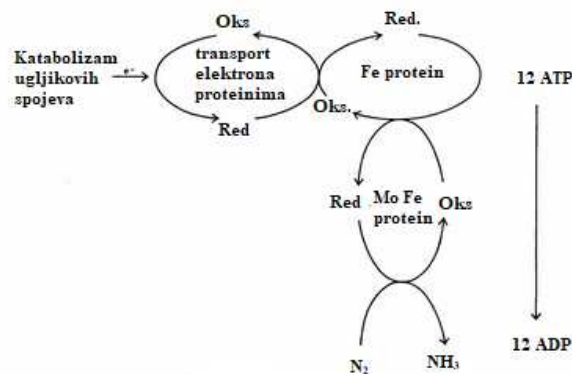 Oks
Red.
Katabolizam
ugljikovih
spojeva
e-
transport
elektrona
proteinima
Fe protein
12 ATP
Oks.
Red
Red
Mo Fe
protein
Oks
N₂
NH₃
12 ADP